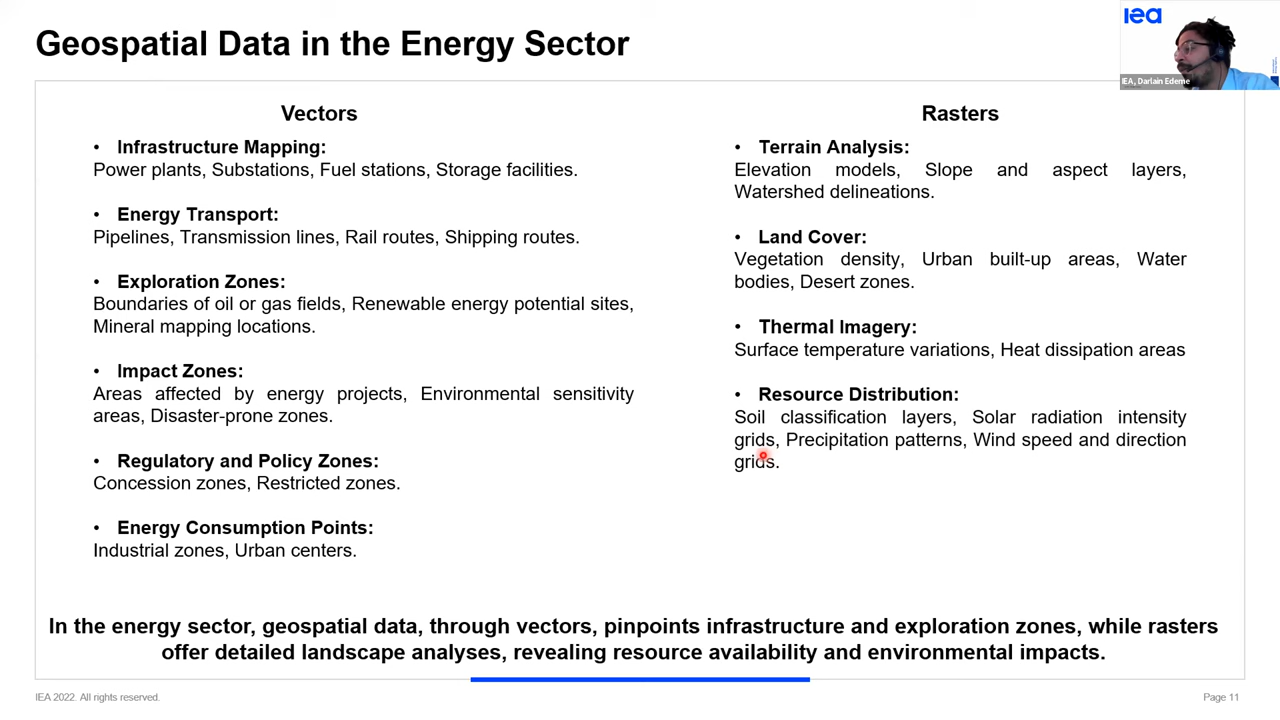 Geospatial Data in the Energy Sector
iea
IEA, Darlain Edeme
Vectors
• Infrastructure Mapping:
Power plants, Substations, Fuel stations, Storage facilities.
• Energy Transport:
Pipelines, Transmission lines, Rail routes, Shipping routes.
• Exploration Zones:
Boundaries of oil or gas fields, Renewable energy potential sites,
Mineral mapping locations.
• Impact Zones:
Areas affected by energy projects, Environmental sensitivity
areas, Disaster-prone zones.
• Regulatory and Policy Zones:
Concession zones, Restricted zones.
• Energy Consumption Points:
Industrial zones, Urban centers.
Rasters
• Terrain Analysis:
Elevation models, Slope and aspect layers,
Watershed delineations.
• Land Cover:
Vegetation density, Urban built-up areas, Water
bodies, Desert zones.
• Thermal Imagery:
Surface temperature variations, Heat dissipation areas
• Resource Distribution:
Soil classification layers, Solar radiation intensity
grids, Precipitation patterns, Wind speed and direction
grids.
In the energy sector, geospatial data, through vectors, pinpoints infrastructure and exploration zones, while rasters
offer detailed landscape analyses, revealing resource availability and environmental impacts.
IEA 2022. All rights reserved.
Page 11